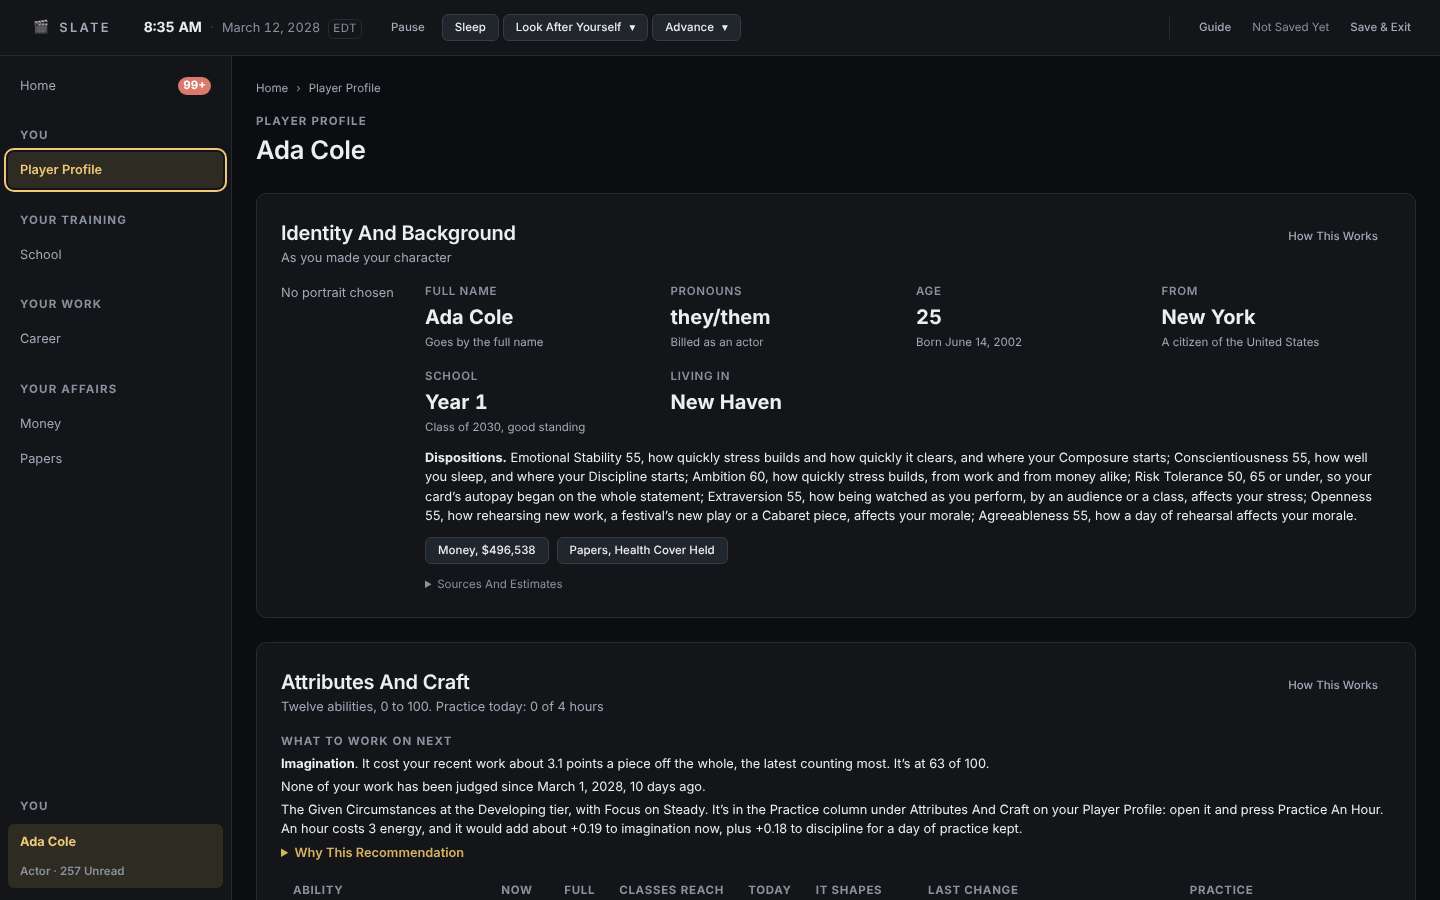 SLATE
8:35 AM · March 12, 2028 EDT
Pause
Sleep
Look After Yourself ▾
Advance ▾
Guide
Not Saved Yet
Save & Exit
Home
99+
YOU
Player Profile
YOUR TRAINING
School
YOUR WORK
Career
YOUR AFFAIRS
Money
Papers
YOU
Ada Cole
Actor · 257 Unread
Home › Player Profile
PLAYER PROFILE
Ada Cole
Identity And Background
How This Works
As you made your character
No portrait chosen
FULL NAME
Ada Cole
Goes by the full name
PRONOUNS
they/them
Billed as an actor
AGE
25
Born June 14, 2002
FROM
New York
A citizen of the United States
SCHOOL
Year 1
Class of 2030, good standing
LIVING IN
New Haven
Dispositions. Emotional Stability 55, how quickly stress builds and how quickly it clears, and where your Composure starts; Conscientiousness 55, how well
you sleep, and where your Discipline starts; Ambition 60, how quickly stress builds, from work and from money alike; Risk Tolerance 50, 65 or under, so your
card’s autopay began on the whole statement; Extraversion 55, how being watched as you perform, by an audience or a class, affects your stress; Openness
55, how rehearsing new work, a festival’s new play or a Cabaret piece, affects your morale; Agreeableness 55, how a day of rehearsal affects your morale.
Money, $496,538
Papers, Health Cover Held
▶ Sources And Estimates
Attributes And Craft
How This Works
Twelve abilities, 0 to 100. Practice today: 0 of 4 hours
WHAT TO WORK ON NEXT
Imagination. It cost your recent work about 3.1 points a piece off the whole, the latest counting most. It’s at 63 of 100.
None of your work has been judged since March 1, 2028, 10 days ago.
The Given Circumstances at the Developing tier, with Focus on Steady. It’s in the Practice column under Attributes And Craft on your Player Profile: open it and press Practice An Hour.
An hour costs 3 energy, and it would add about +0.19 to imagination now, plus +0.18 to discipline for a day of practice kept.
▶ Why This Recommendation
ABILITY NOW FULL CLASSES REACH TODAY IT SHAPES LAST CHANGE PRACTICE